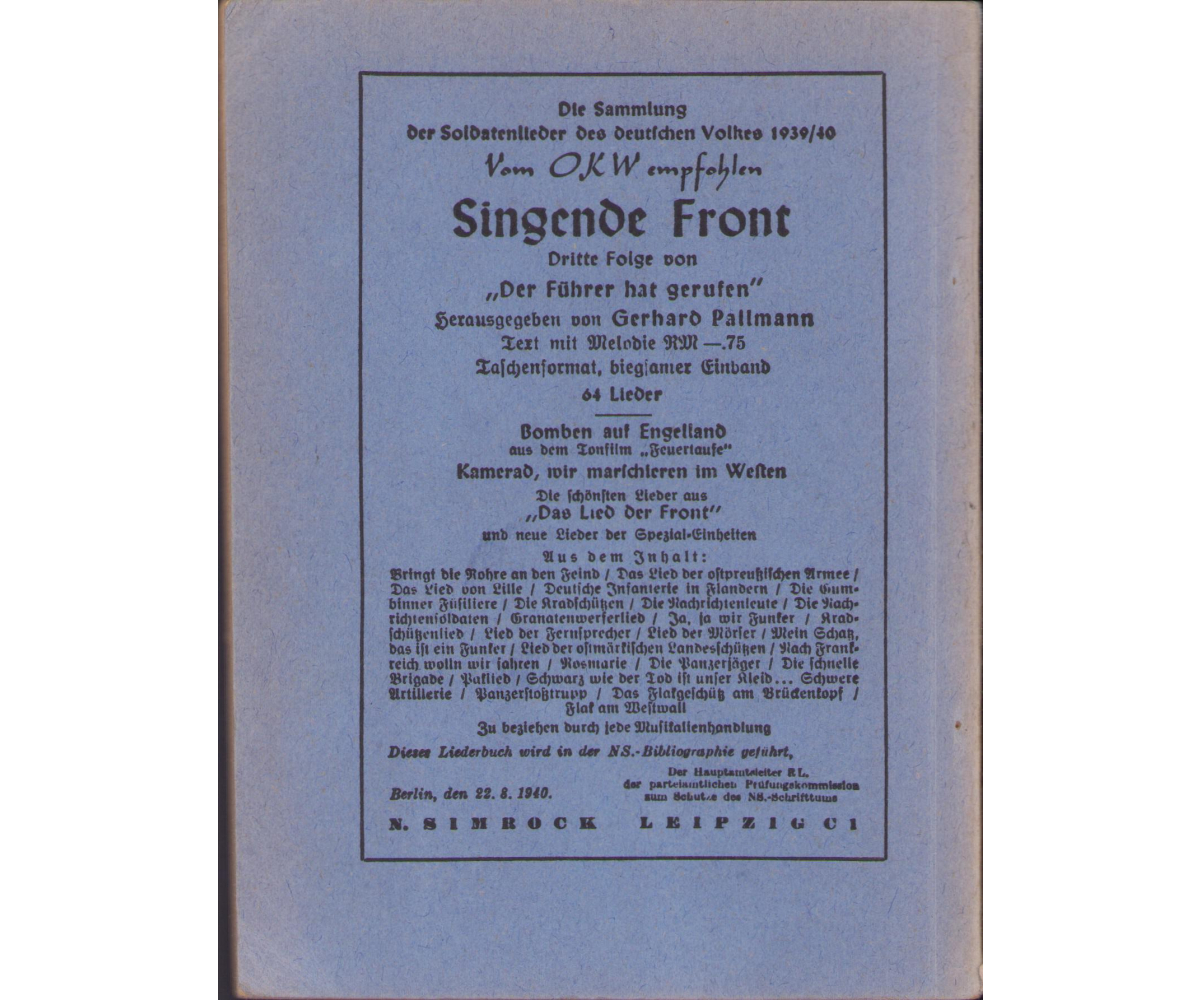 Die Sammlung
der Soldatenlieder des deutschen Volkes 1939/40
Vom OKW empfohlen
Singende Front
Dritte Folge von
„Der Führer hat gerufen"
Herausgegeben von Gerhard Pallmann
Text mit Melodie RM —.75
Taschenformat, biegsamer Einband
64 Lieder
Bomben auf Engelland
aus dem Tonfilm „Feuertaufe"
Kamerad, wir marschieren im Westen
Die schönsten Lieder aus
„Das Lied der Front"
und neue Lieder der Spezial-Einheiten
Aus dem Inhalt:
Bringt die Rohre an den Feind / Das Lied der ostpreußischen Armee /
Das Lied von Lille / Deutsche Infanterie in Flandern / Die Gum-
binner Füsiliere / Die Kradschützen / Die Nachrichtenleute / Die Nach-
richtensoldaten / Granatenwerferlied / Ja, ja wir Funker / Krad-
schützenlied / Lied der Fernsprecher / Lied der Mörser / Mein Schatz,
das ist ein Funker / Lied der ostmärkischen Landesschützen / Nach Frank-
reich wolln wir fahren / Rosmarie / Die Panzerjäger / Die schnelle
Brigade / Paklied / Schwarz wie der Tod ist unser Kleid... Schwere
Artillerie / Panzerstoßtrupp / Das Flakgeschütz am Brückenkopf /
Flak am Westwall
Zu beziehen durch jede Musikalienhandlung
Dieses Liederbuch wird in der NS.-Bibliographie geführt,
Der Hauptamtsleiter RL.
der parteiamtlichen Prüfungskommission
Berlin, den 22. 8. 1940.
zum Schutze des NS.-Schrifttums
N. SIMROCK LEIPZIG C1